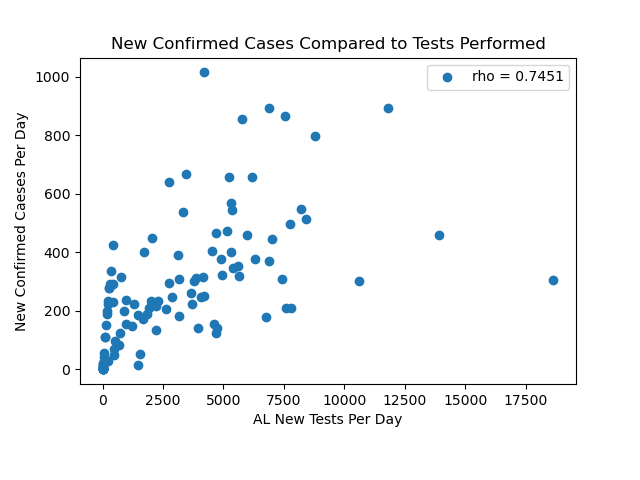 New Confirmed Cases Compared to Tests Performed
rho = 0.7451
1000
800
600
400
200
0
New Confirmed Caeses Per Day
0 2500 5000 7500 10000 12500 15000 17500
AL New Tests Per Day